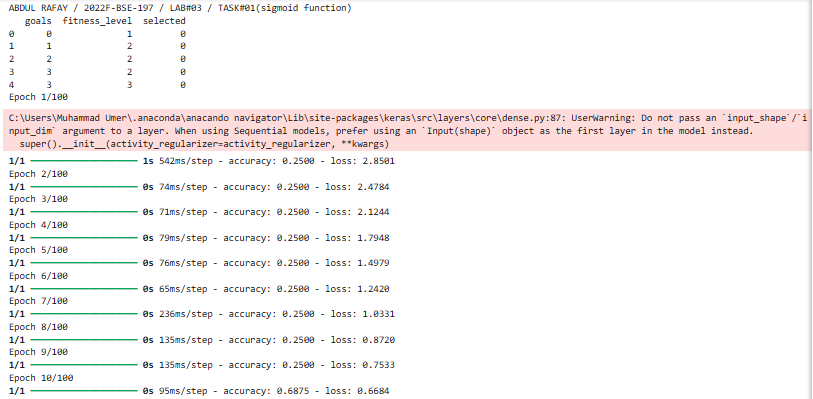 ABDUL RAFAY / 2022F-BSE-197 / LAB#03 / TASK#01(sigmoid function)
goals fitness_level selected
0 0 1 0
1 1 2 0
2 2 2 0
3 3 2 0
4 3 3 0
Epoch 1/100
C:\Users\Muhammad Umer\.anaconda\anacando navigator\Lib\site-packages\keras\src\layers\core\dense.py:87: UserWarning: Do not pass an `input_shape`/`i
nput_dim` argument to a layer. When using Sequential models, prefer using an `Input(shape)` object as the first layer in the model instead.
super().__init__(activity_regularizer=activity_regularizer, **kwargs)
1/1 ━━━━━━━━━━━━━━━━━━━━ 1s 542ms/step - accuracy: 0.2500 - loss: 2.8501
Epoch 2/100
1/1 ━━━━━━━━━━━━━━━━━━━━ 0s 74ms/step - accuracy: 0.2500 - loss: 2.4784
Epoch 3/100
1/1 ━━━━━━━━━━━━━━━━━━━━ 0s 71ms/step - accuracy: 0.2500 - loss: 2.1244
Epoch 4/100
1/1 ━━━━━━━━━━━━━━━━━━━━ 0s 79ms/step - accuracy: 0.2500 - loss: 1.7948
Epoch 5/100
1/1 ━━━━━━━━━━━━━━━━━━━━ 0s 76ms/step - accuracy: 0.2500 - loss: 1.4979
Epoch 6/100
1/1 ━━━━━━━━━━━━━━━━━━━━ 0s 65ms/step - accuracy: 0.2500 - loss: 1.2420
Epoch 7/100
1/1 ━━━━━━━━━━━━━━━━━━━━ 0s 236ms/step - accuracy: 0.2500 - loss: 1.0331
Epoch 8/100
1/1 ━━━━━━━━━━━━━━━━━━━━ 0s 135ms/step - accuracy: 0.2500 - loss: 0.8720
Epoch 9/100
1/1 ━━━━━━━━━━━━━━━━━━━━ 0s 135ms/step - accuracy: 0.2500 - loss: 0.7533
Epoch 10/100
1/1 ━━━━━━━━━━━━━━━━━━━━ 0s 95ms/step - accuracy: 0.6875 - loss: 0.6684